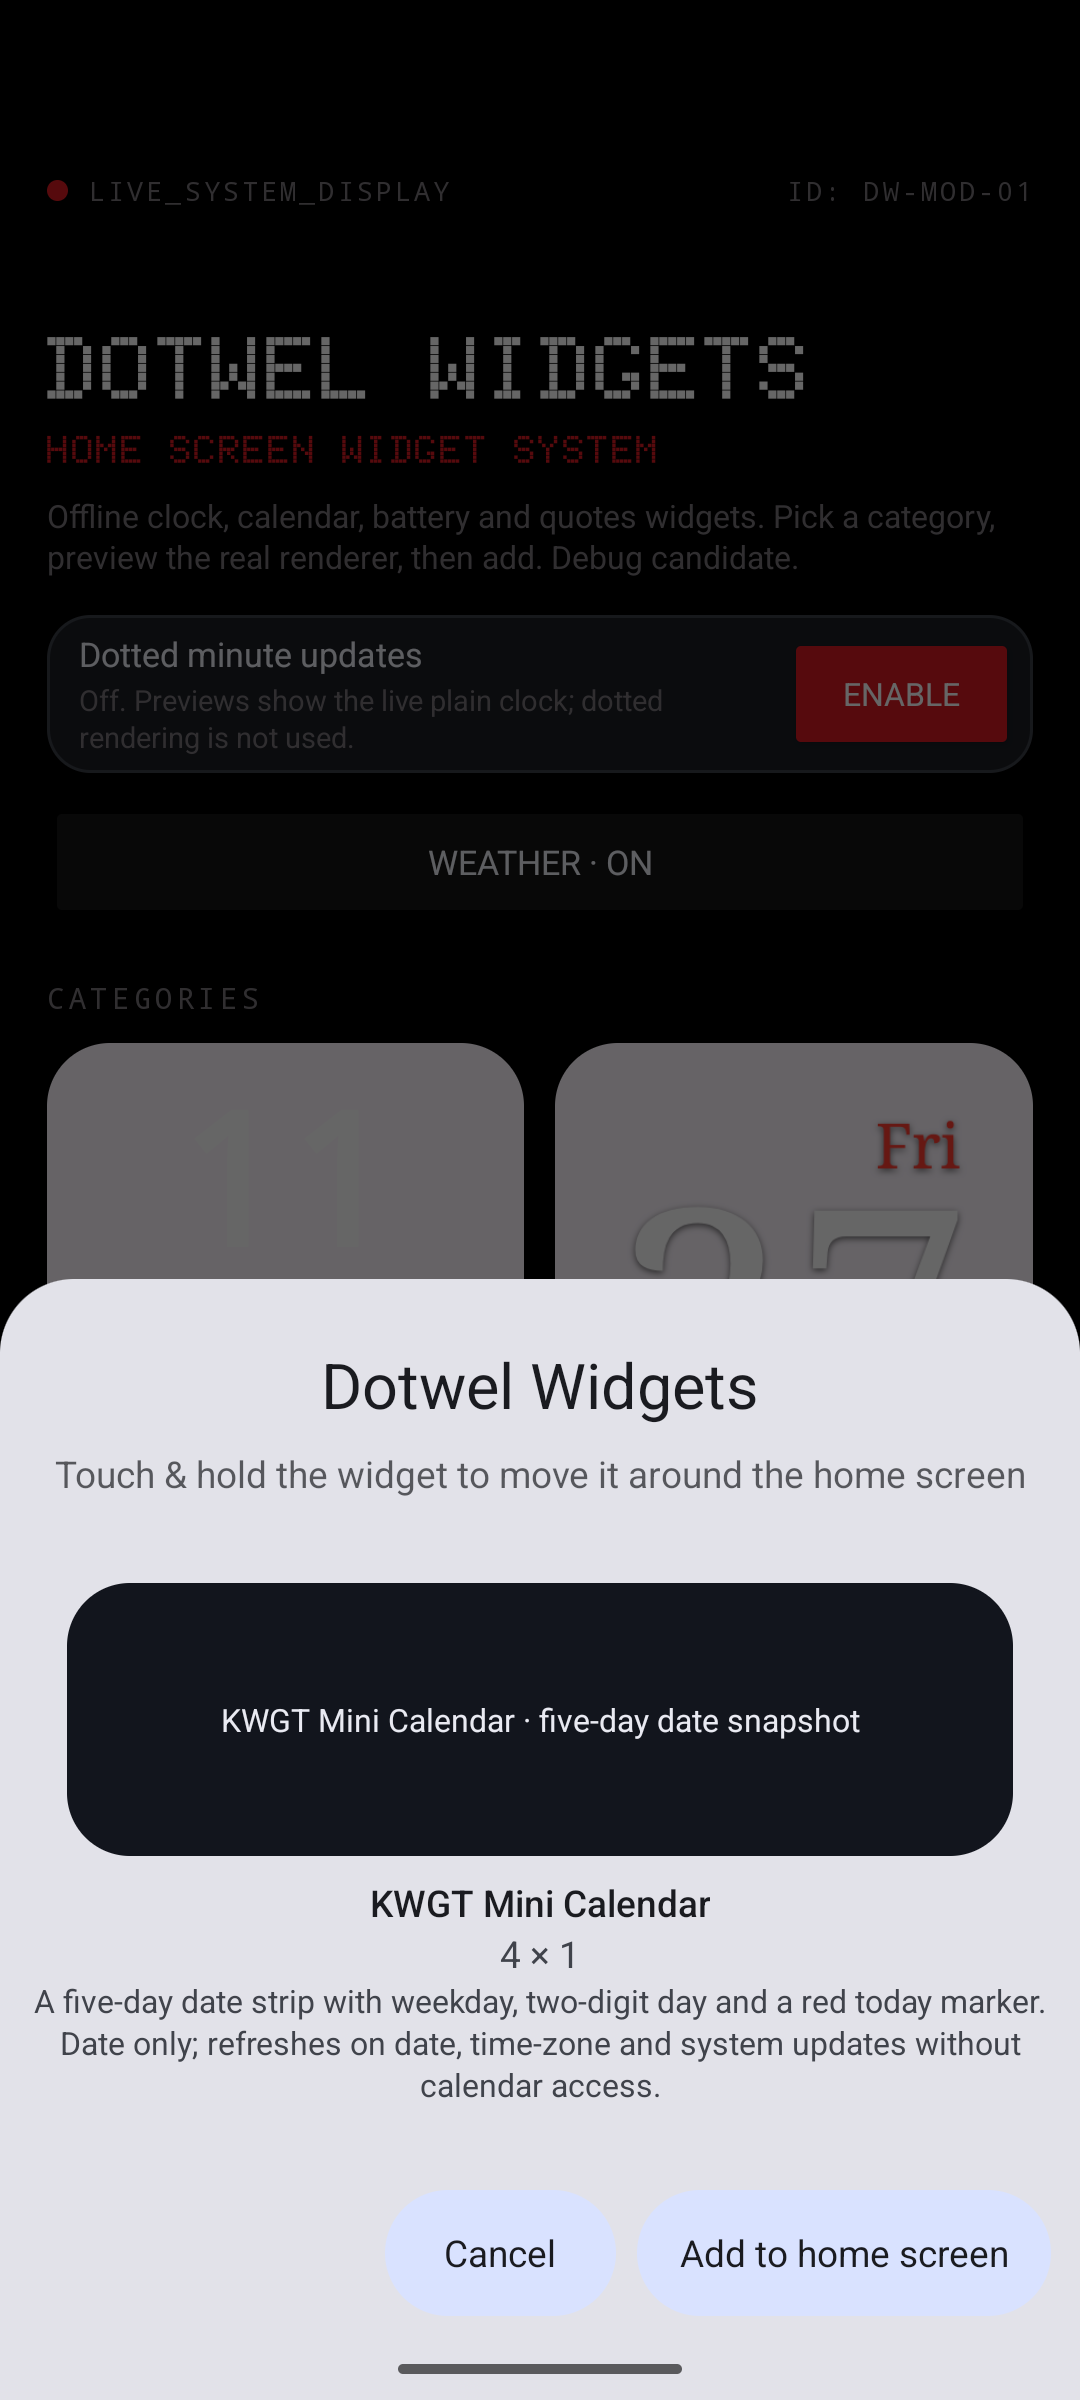 LIVE_SYSTEM_DISPLAY
ID: DW-MOD-01
DOTWEL WIDGETS
HOME SCREEN WIDGET SYSTEM
Offline clock, calendar, battery and quotes widgets. Pick a category,
preview the real renderer, then add. Debug candidate.
Dotted minute updates
Off. Previews show the live plain clock; dotted
rendering is not used.
ENABLE
WEATHER · ON
CATEGORIES
11
Fri
27
Dotwel Widgets
Touch & hold the widget to move it around the home screen
KWGT Mini Calendar · five-day date snapshot
KWGT Mini Calendar
4 × 1
A five-day date strip with weekday, two-digit day and a red today marker.
Date only; refreshes on date, time-zone and system updates without
calendar access.
Cancel
Add to home screen